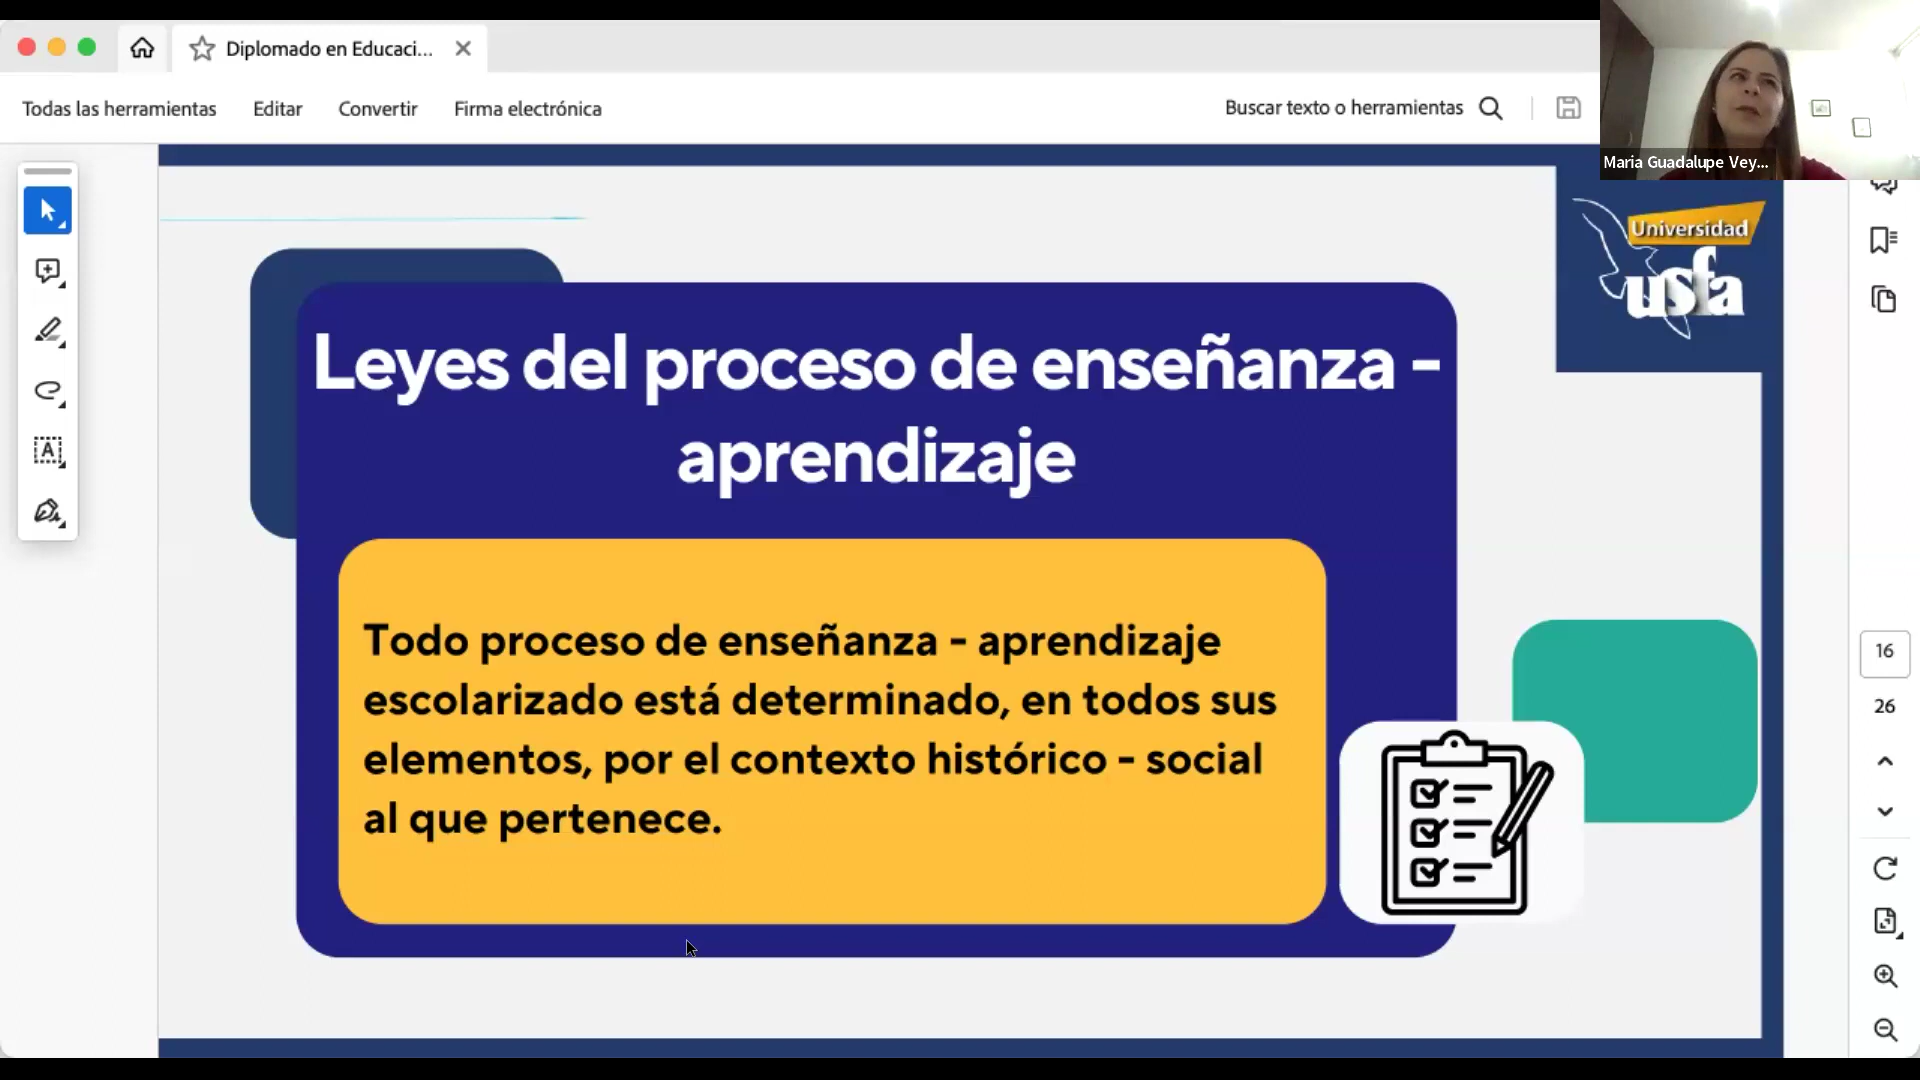 Diplomado en Educaci...
Todas las herramientas
Editar
Convertir
Firma electrónica
Buscar texto o herramientas
Maria Guadalupe Vey...
Universidad
usfa
Leyes del proceso de enseñanza -
aprendizaje
Todo proceso de enseñanza - aprendizaje
escolarizado está determinado, en todos sus
elementos, por el contexto histórico - social
al que pertenece.
A
16
26